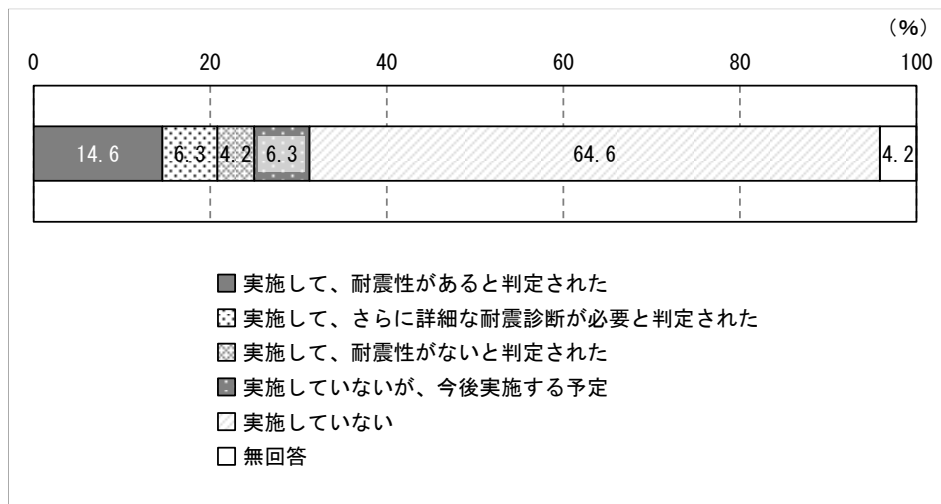 (%)
0 20 40 60 80 100
14.6 6.3 4.2 6.3 64.6 4.2
実施して、耐震性があると判定された
実施して、さらに詳細な耐震診断が必要と判定された
実施して、耐震性がないと判定された
実施していないが、今後実施する予定
実施していない
無回答